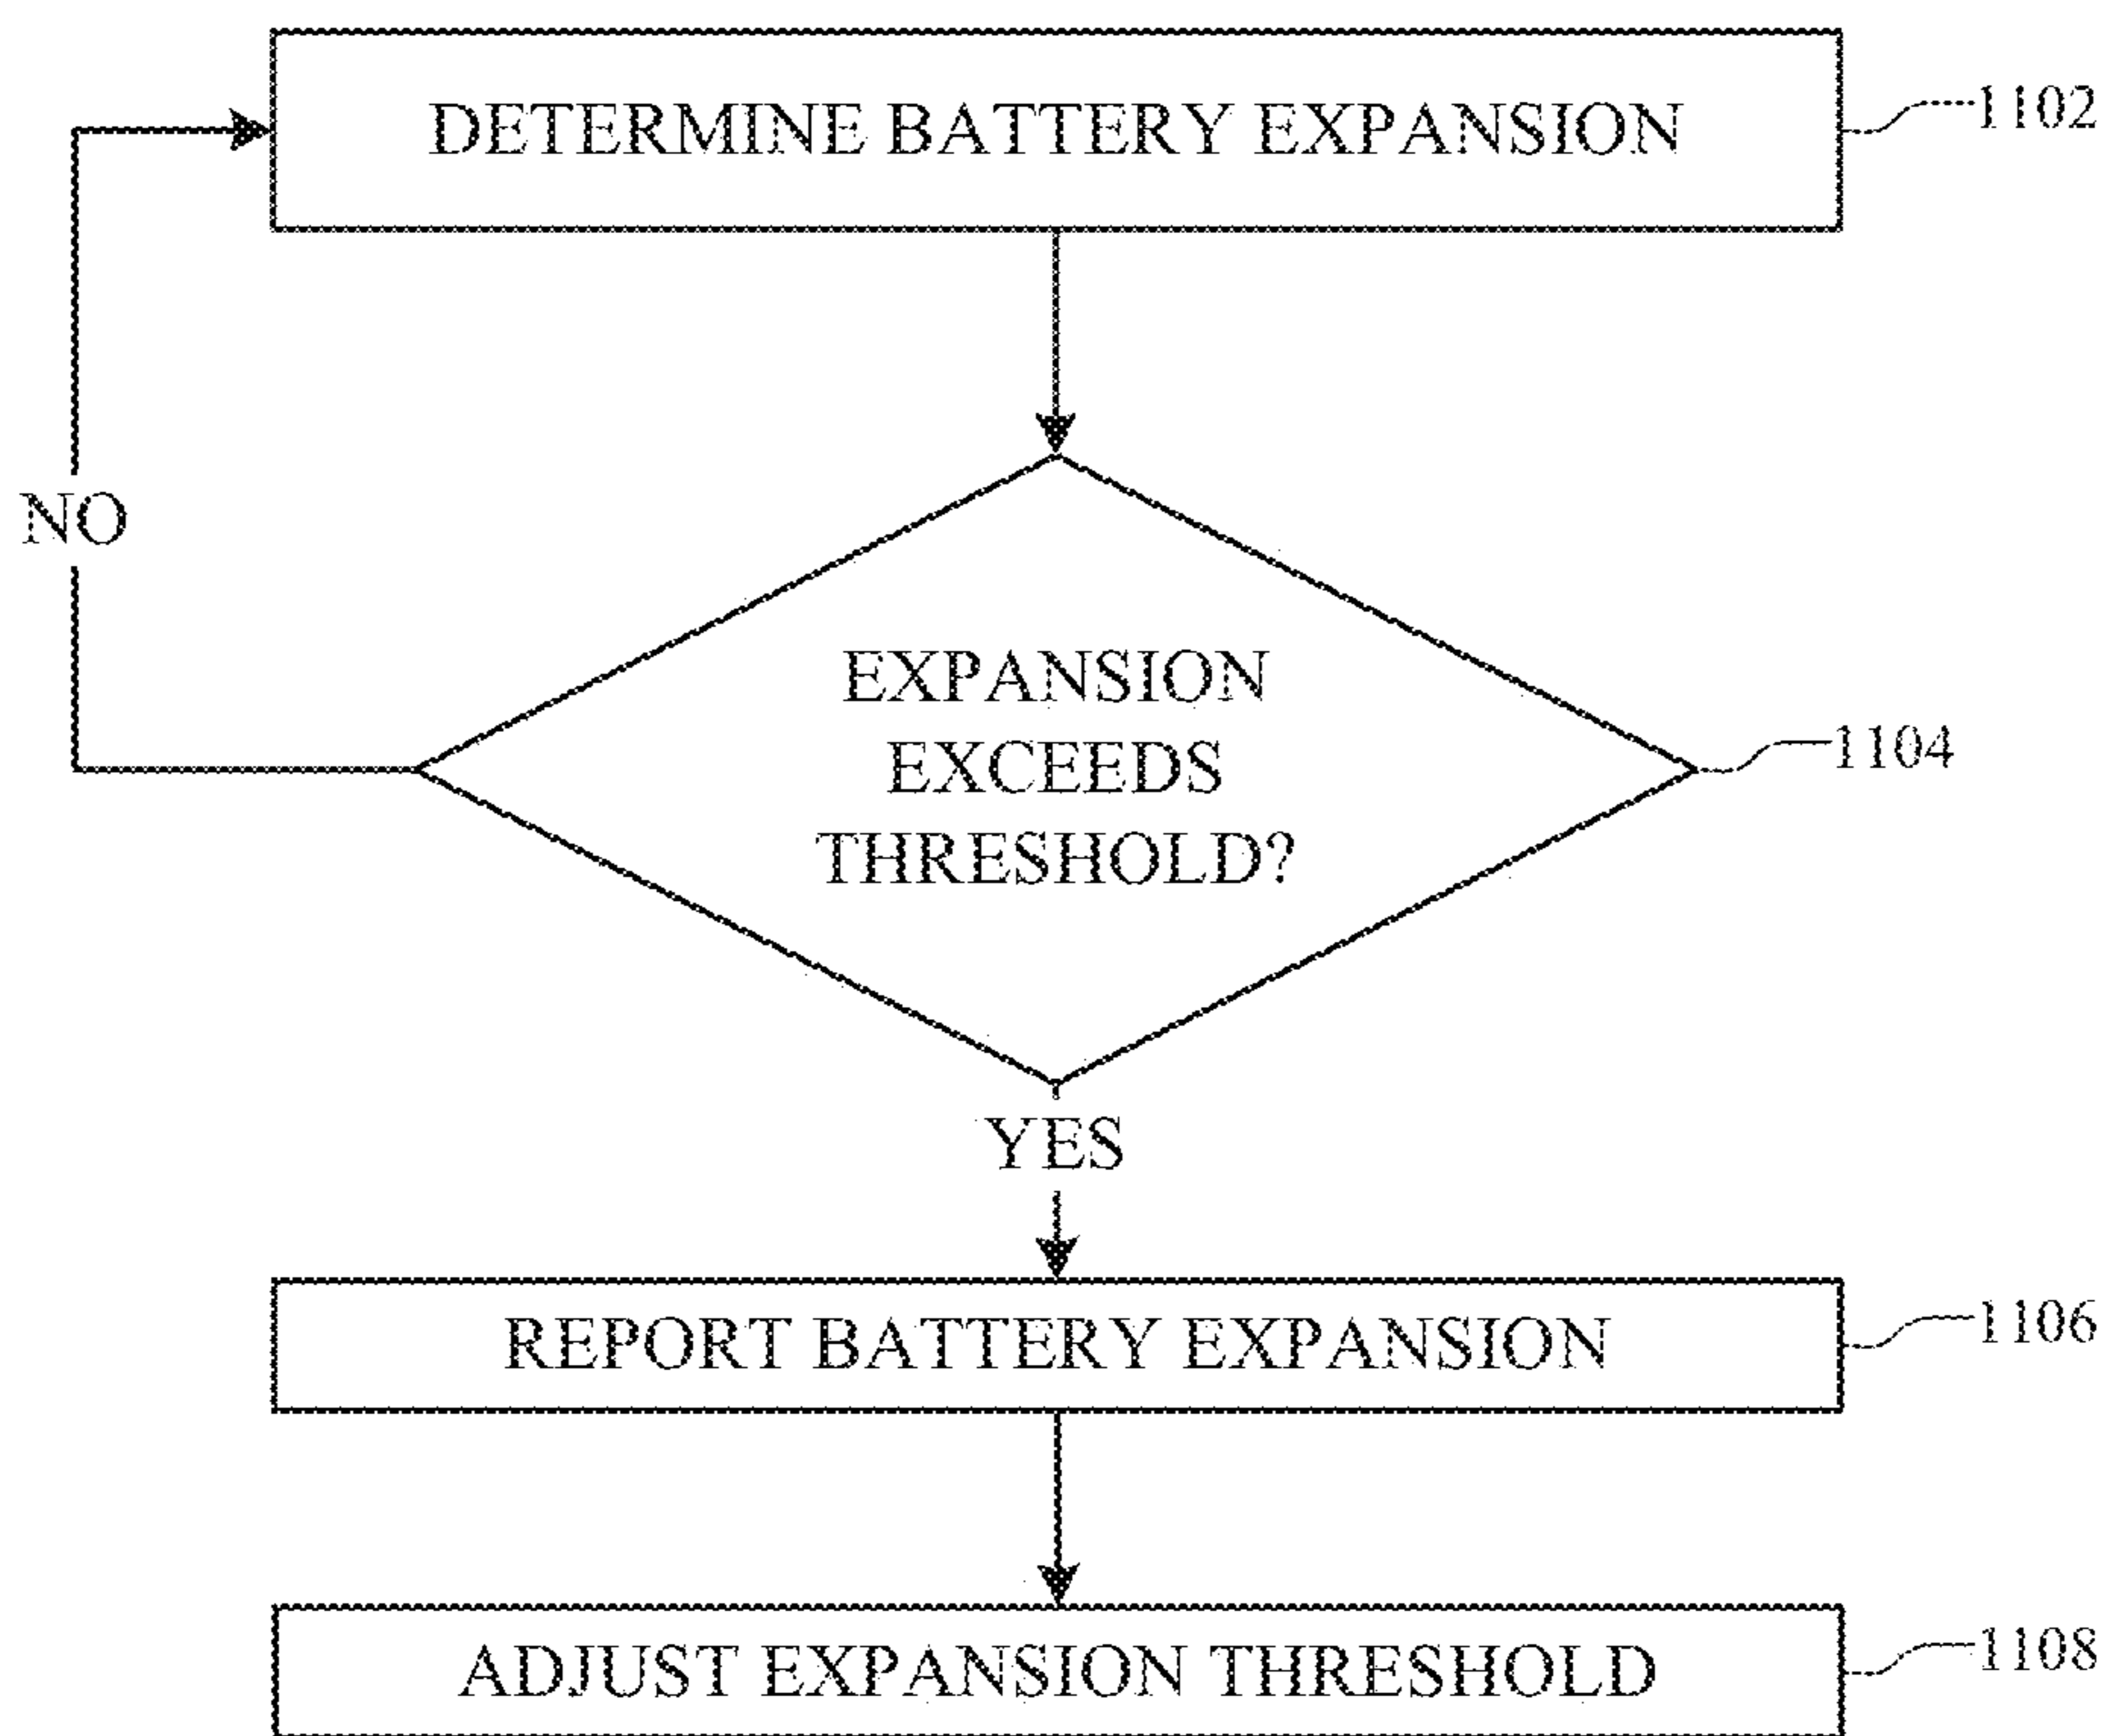 DETERMINE BATTERY EXPANSION
1102
NO
EXPANSION
EXCEEDS
THRESHOLD?
1104
YES
REPORT BATTERY EXPANSION
1106
ADJUST EXPANSION THRESHOLD
1108